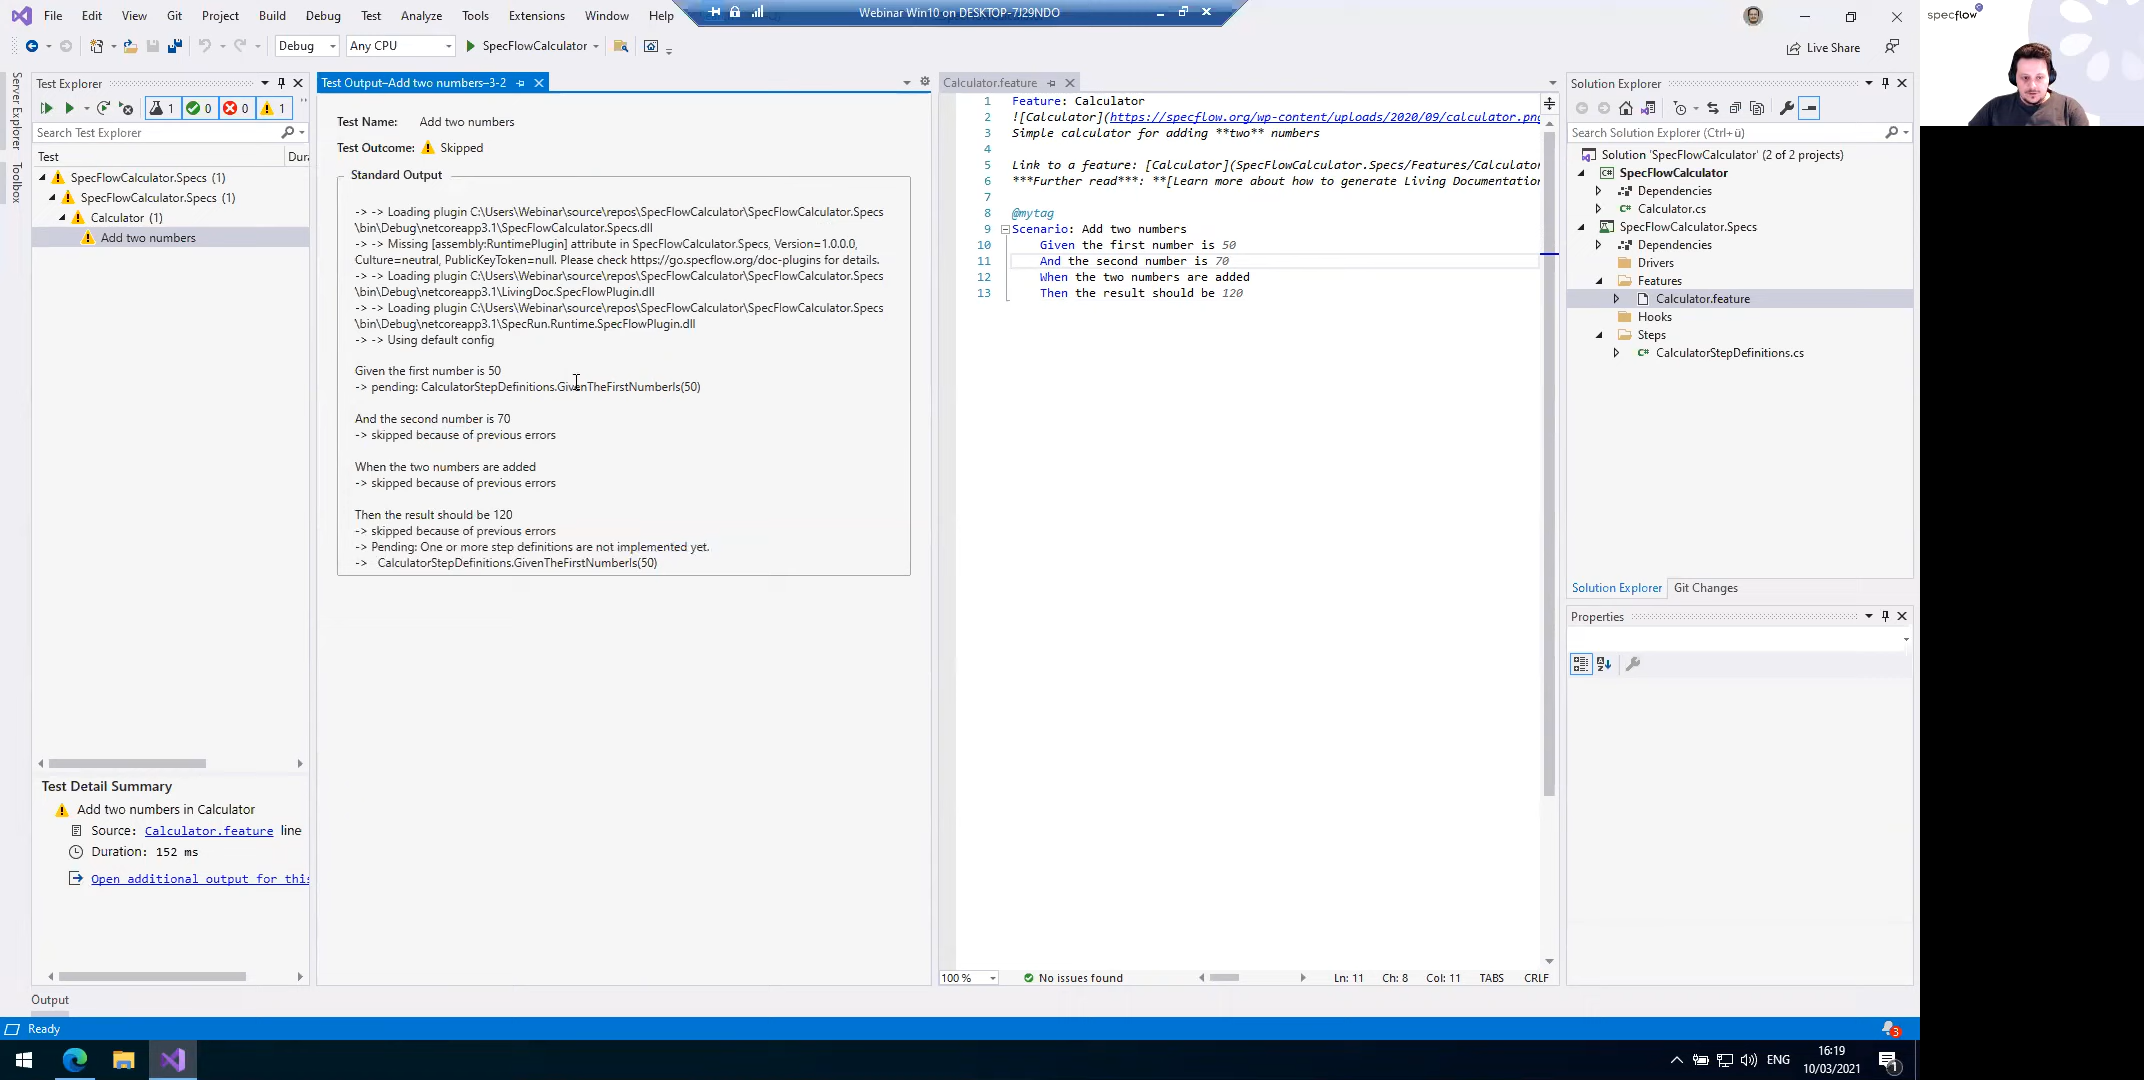 File Edit View Git Project Build Debug Test Analyze Tools Extensions Window Help
Webinar Win10 on DESKTOP-7J29NDO
specflow
Debug Any CPU SpecFlowCalculator
Live Share
Server Explorer
Toolbox
Test Explorer
1 0 0 1
Search Test Explorer
Test Dura
SpecFlowCalculator.Specs (1)
SpecFlowCalculator.Specs (1)
Calculator (1)
Add two numbers
Test Detail Summary
Add two numbers in Calculator
Source: Calculator.feature line
Duration: 152 ms
Open additional output for this
Test Output–Add two numbers–3-2
Test Name: Add two numbers
Test Outcome: Skipped
Standard Output
-> -> Loading plugin C:\Users\Webinar\source\repos\SpecFlowCalculator\SpecFlowCalculator.Specs
\bin\Debug\netcoreapp3.1\SpecFlowCalculator.Specs.dll
-> -> Missing [assembly:RuntimePlugin] attribute in SpecFlowCalculator.Specs, Version=1.0.0.0,
Culture=neutral, PublicKeyToken=null. Please check https://go.specflow.org/doc-plugins for details.
-> -> Loading plugin C:\Users\Webinar\source\repos\SpecFlowCalculator\SpecFlowCalculator.Specs
\bin\Debug\netcoreapp3.1\LivingDoc.SpecFlowPlugin.dll
-> -> Loading plugin C:\Users\Webinar\source\repos\SpecFlowCalculator\SpecFlowCalculator.Specs
\bin\Debug\netcoreapp3.1\SpecRun.Runtime.SpecFlowPlugin.dll
-> -> Using default config
Given the first number is 50
-> pending: CalculatorStepDefinitions.GivenTheFirstNumberIs(50)
And the second number is 70
-> skipped because of previous errors
When the two numbers are added
-> skipped because of previous errors
Then the result should be 120
-> skipped because of previous errors
-> Pending: One or more step definitions are not implemented yet.
-> CalculatorStepDefinitions.GivenTheFirstNumberIs(50)
Calculator.feature
1 Feature: Calculator
2 ![Calculator](https://specflow.org/wp-content/uploads/2020/09/calculator.png
3 Simple calculator for adding **two** numbers
4
5 Link to a feature: [Calculator](SpecFlowCalculator.Specs/Features/Calculator
6 ***Further read***: **[Learn more about how to generate Living Documentation
7
8 @mytag
9 Scenario: Add two numbers
10 Given the first number is 50
11 And the second number is 70
12 When the two numbers are added
13 Then the result should be 120
100 % No issues found Ln: 11 Ch: 8 Col: 11 TABS CRLF
Solution Explorer
Search Solution Explorer (Ctrl+ü)
Solution 'SpecFlowCalculator' (2 of 2 projects)
SpecFlowCalculator
Dependencies
C# Calculator.cs
SpecFlowCalculator.Specs
Dependencies
Drivers
Features
Calculator.feature
Hooks
Steps
C# CalculatorStepDefinitions.cs
Solution Explorer Git Changes
Properties
Output
Ready
3
ENG
16:19
10/03/2021
1